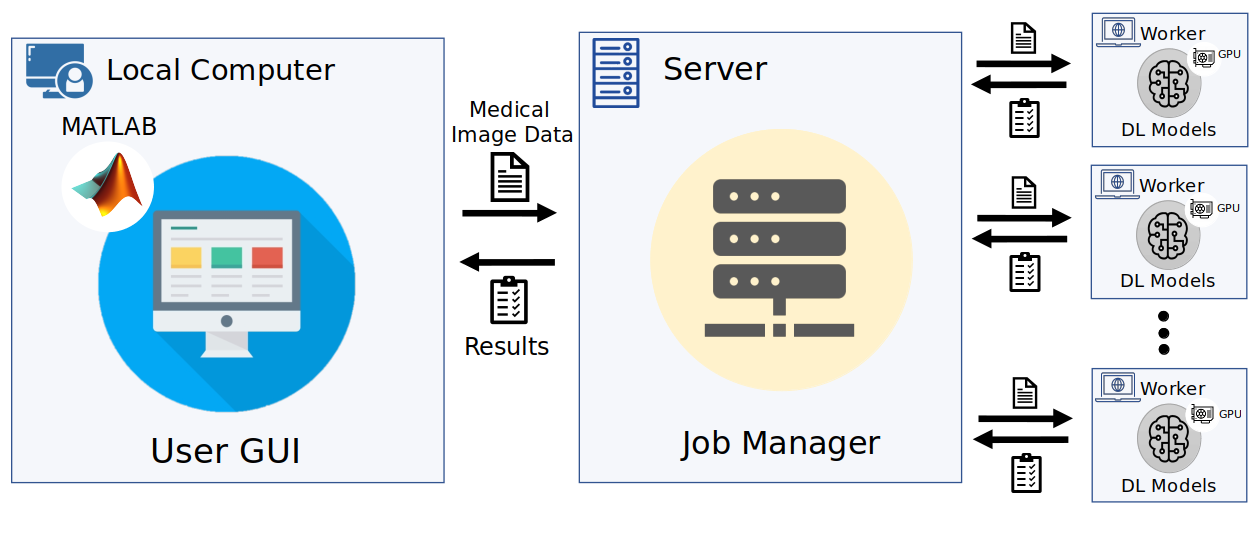 Local Computer
MATLAB
User GUI
Medical
Image Data
Results
Server
Job Manager
Worker
GPU
DL Models
Worker
GPU
DL Models
Worker
GPU
DL Models